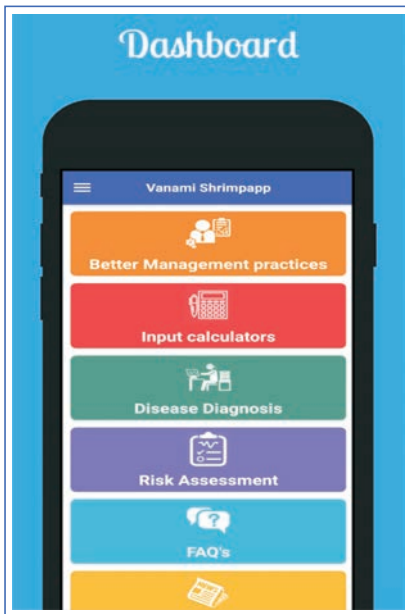 Dashboard
Vanami Shrimpapp
Better Management practices
Input calculators
Disease Diagnosis
Risk Assessment
FAQ's